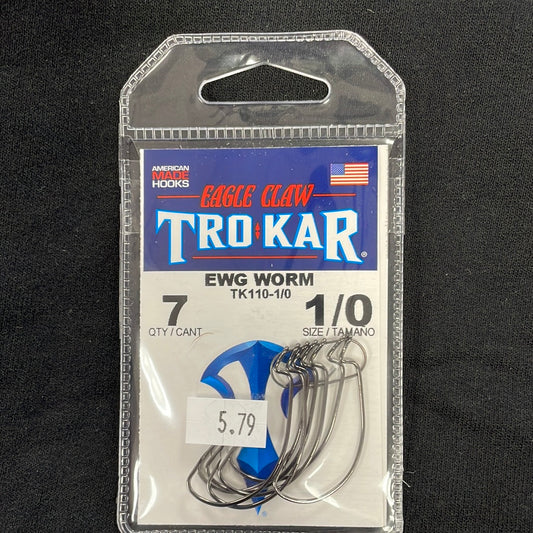 AMERICAN
MADE
HOOKS
EAGLE CLAW
TRO KAR®
EWG WORM
TK110-1/0
7
QTY / CANT
1/0
SIZE / TAMANO
5.79